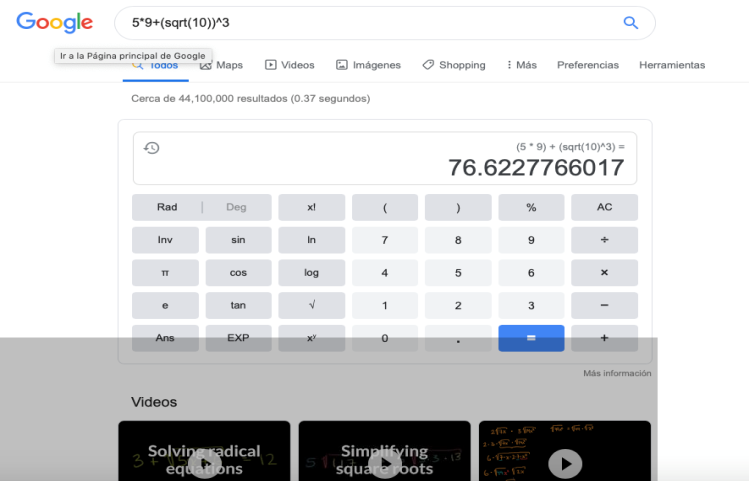 Google
5*9+(sqrt(10))^3
Ir a la Página principal de Google
Todos Maps Videos Imágenes Shopping Más Preferencias Herramientas
Cerca de 44,100,000 resultados (0.37 segundos)
(5 * 9) + (sqrt(10)^3) =
76.6227766017
Rad | Deg x! ( ) % AC
Inv sin ln 7 8 9 ÷
π cos log 4 5 6 ×
e tan √ 1 2 3 −
Ans EXP xʸ 0 . = +
Más información
Videos
Solving radical
equations
Simplifying
square roots